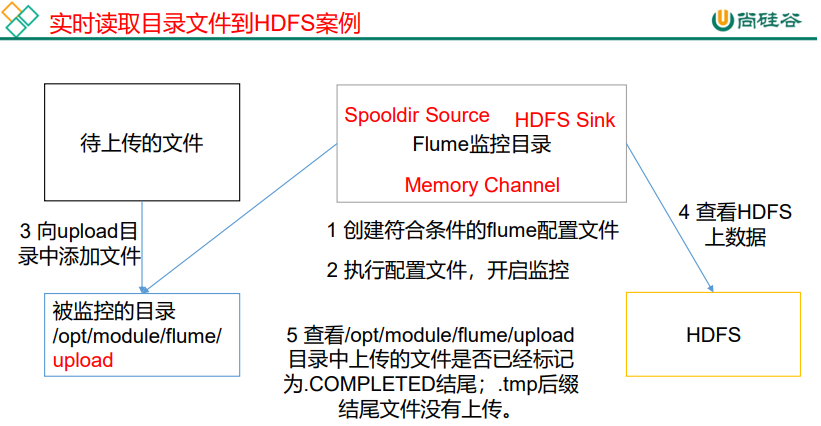 实时读取目录文件到HDFS案例
尚硅谷
待上传的文件
Spooldir Source
HDFS Sink
Flume监控目录
Memory Channel
3 向upload目
录中添加文件
1 创建符合条件的flume配置文件
2 执行配置文件，开启监控
4 查看HDFS
上数据
被监控的目录
/opt/module/flume/
upload
5 查看/opt/module/flume/upload
目录中上传的文件是否已经标记
为.COMPLETED结尾；.tmp后缀
结尾文件没有上传。
HDFS